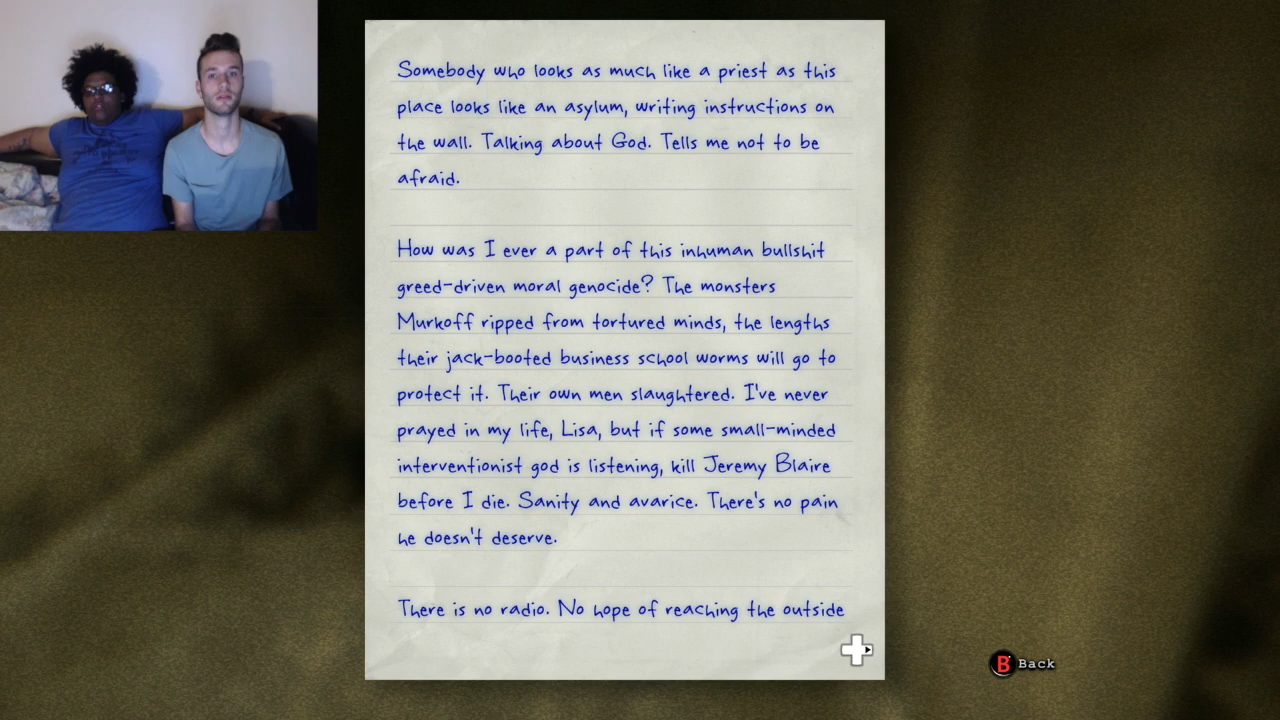 Somebody who looks as much like a priest as this
place looks like an asylum, writing instructions on
the wall. Talking about God. Tells me not to be
afraid.
How was I ever a part of this inhuman bullshit
greed-driven moral genocide? The monsters
Murkoff ripped from tortured minds, the lengths
their jack-booted business school worms will go to
protect it. Their own men slaughtered. I've never
prayed in my life, Lisa, but if some small-minded
interventionist god is listening, kill Jeremy Blaire
before I die. Sanity and avarice. There's no pain
he doesn't deserve.
There is no radio. No hope of reaching the outside
B Back